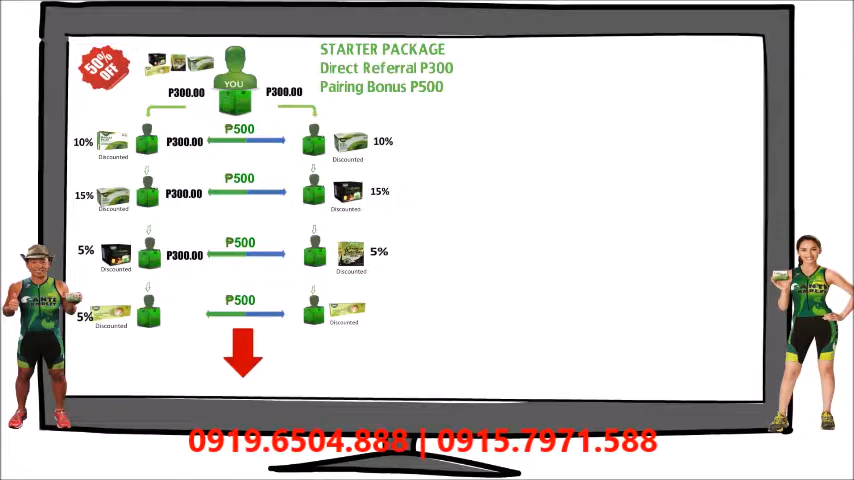 50%
OFF
STARTER PACKAGE
Direct Referral P300
Pairing Bonus P500
YOU
P300.00
P300.00
10%
Discounted
P300.00
₱500
Discounted
10%
15%
Discounted
P300.00
₱500
Discounted
15%
5%
Discounted
P300.00
₱500
Discounted
5%
5%
Discounted
₱500
Discounted
0919.6504.888 | 0915.7971.588